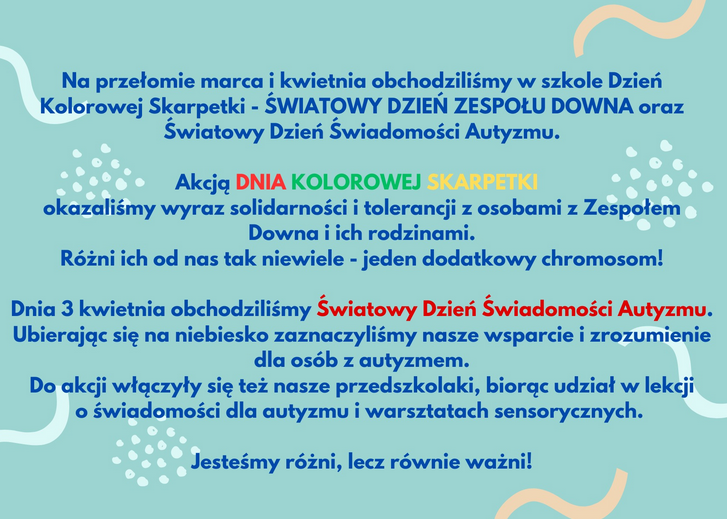 Na przełomie marca i kwietnia obchodziliśmy w szkole Dzień
Kolorowej Skarpetki - ŚWIATOWY DZIEŃ ZESPOŁU DOWNA oraz
Światowy Dzień Świadomości Autyzmu.
Akcją DNIA KOLOROWEJ SKARPETKI
okazaliśmy wyraz solidarności i tolerancji z osobami z Zespołem
Downa i ich rodzinami.
Różni ich od nas tak niewiele - jeden dodatkowy chromosom!
Dnia 3 kwietnia obchodziliśmy Światowy Dzień Świadomości Autyzmu.
Ubierając się na niebiesko zaznaczyliśmy nasze wsparcie i zrozumienie
dla osób z autyzmem.
Do akcji włączyły się też nasze przedszkolaki, biorąc udział w lekcji
o świadomości dla autyzmu i warsztatach sensorycznych.
Jesteśmy różni, lecz równie ważni!